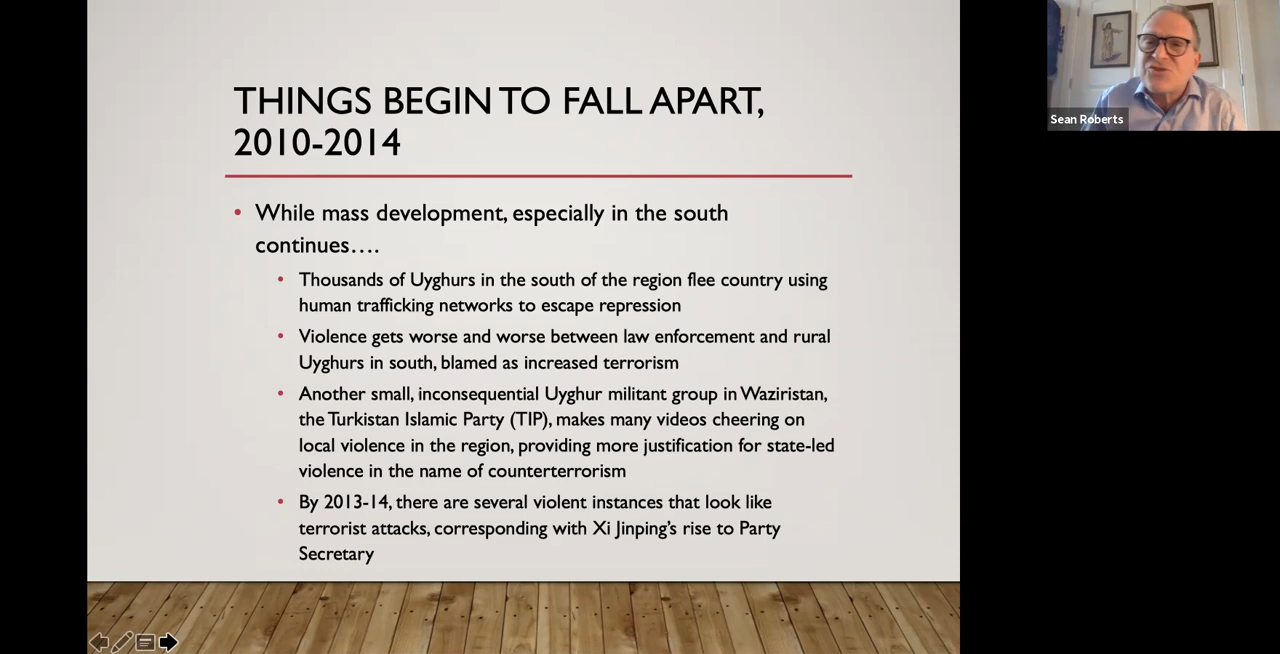 THINGS BEGIN TO FALL APART,
2010-2014
While mass development, especially in the south
continues….
Thousands of Uyghurs in the south of the region flee country using
human trafficking networks to escape repression
Violence gets worse and worse between law enforcement and rural
Uyghurs in south, blamed as increased terrorism
Another small, inconsequential Uyghur militant group in Waziristan,
the Turkistan Islamic Party (TIP), makes many videos cheering on
local violence in the region, providing more justification for state-led
violence in the name of counterterrorism
By 2013-14, there are several violent instances that look like
terrorist attacks, corresponding with Xi Jinping’s rise to Party
Secretary
Sean Roberts